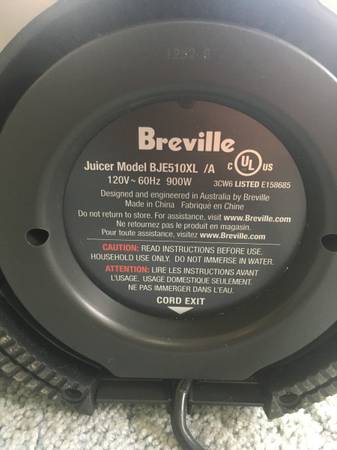 Breville
Juicer Model BJE510XL /A
120V~60Hz 900W
C UL US
3CW6 LISTED E158685
Designed and engineered in Australia by Breville
Made in China Fabriqué en Chine
Do not return to store. For assistance, visit www.Breville.com
Ne retournez pas le produit en magasin.
Pour toute assistance, visitez www.Breville.com
CAUTION: READ INSTRUCTIONS BEFORE USE.
HOUSEHOLD USE ONLY. DO NOT IMMERSE IN WATER.
ATTENTION: LIRE LES INSTRUCTIONS AVANT
L'USAGE. USAGE DOMESTIQUE SEULEMENT.
NE PAS IMMERGER DANS L'EAU.
CORD EXIT